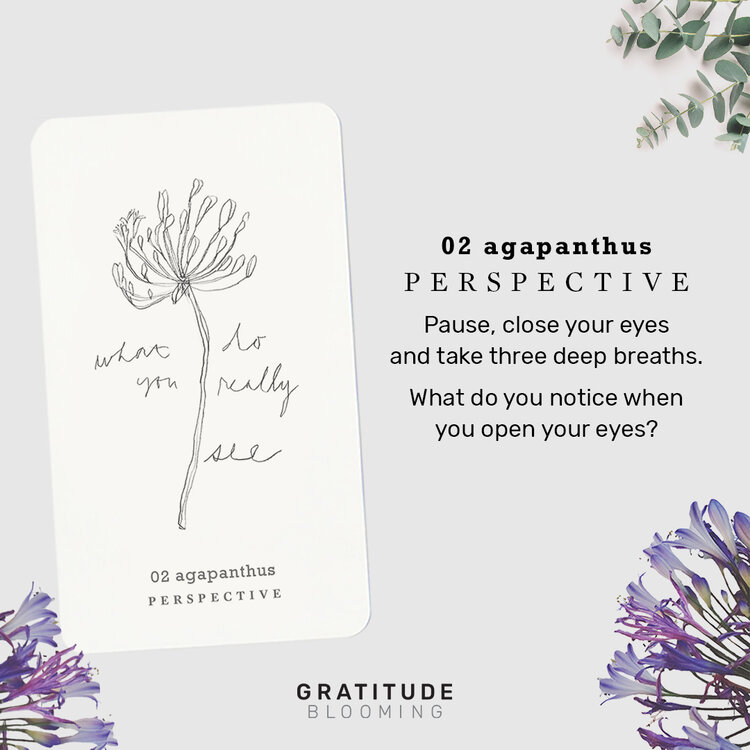 what do
you really
see
02 agapanthus
PERSPECTIVE
02 agapanthus
PERSPECTIVE
Pause, close your eyes
and take three deep breaths.
What do you notice when
you open your eyes?
GRATITUDE
BLOOMING